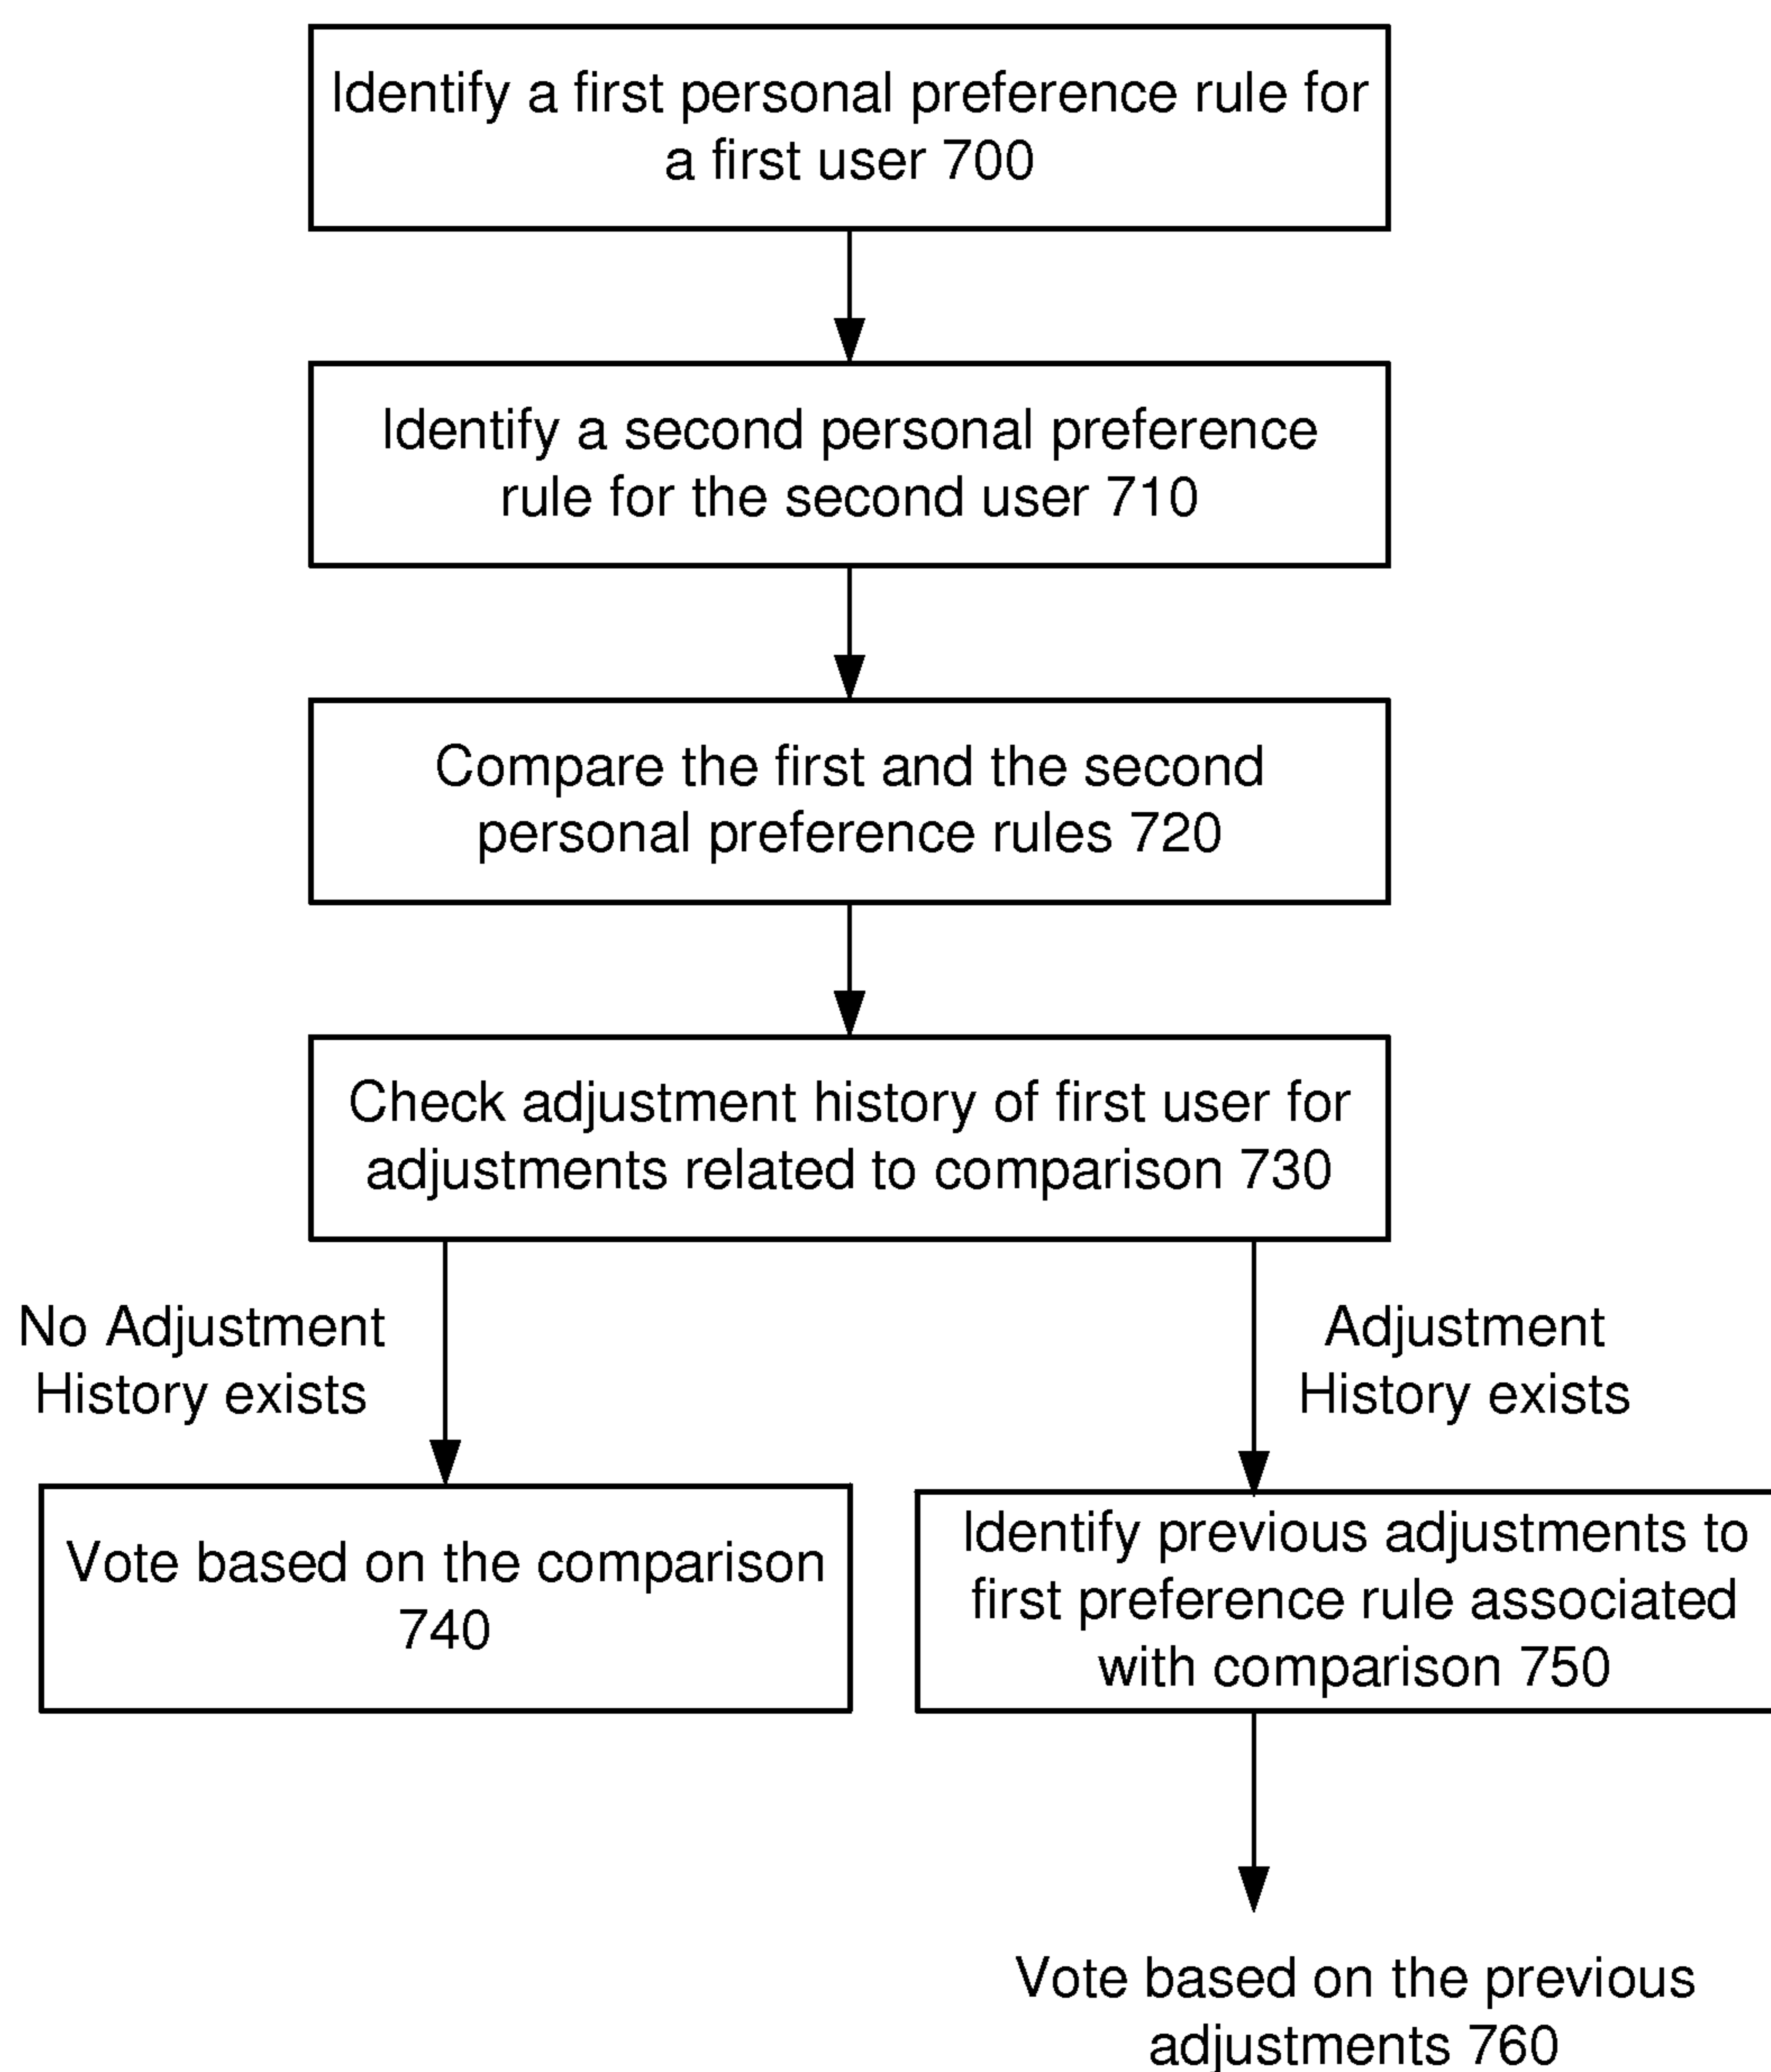 Identify a first personal preference rule for
a first user 700
Identify a second personal preference
rule for the second user 710
Compare the first and the second
personal preference rules 720
Check adjustment history of first user for
adjustments related to comparison 730
No Adjustment
History exists
Adjustment
History exists
Vote based on the comparison
740
Identify previous adjustments to
first preference rule associated
with comparison 750
Vote based on the previous
adjustments 760